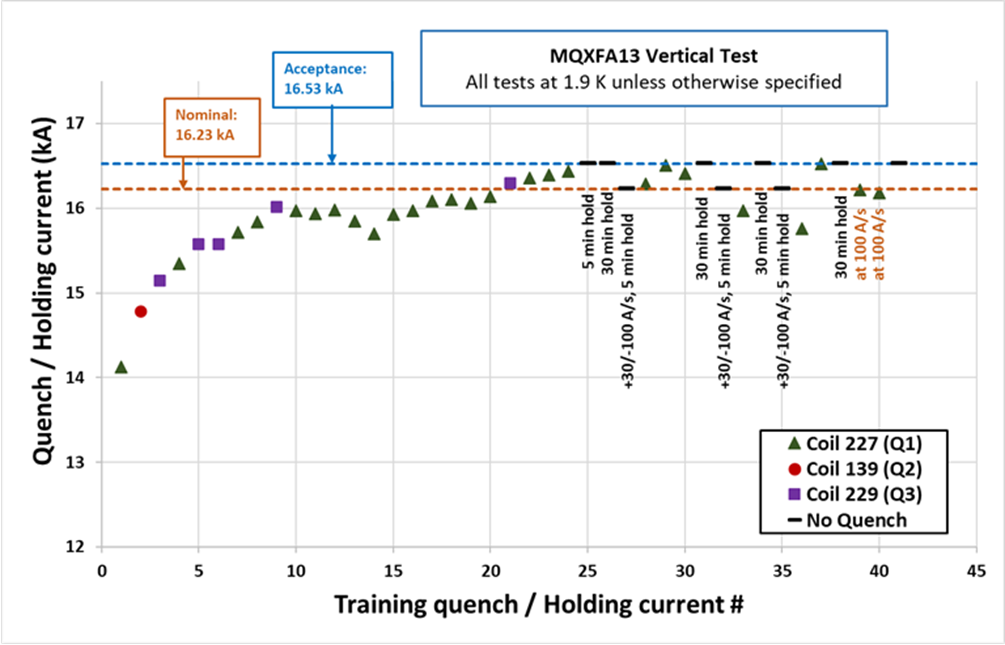 MQXFA13 Vertical Test
All tests at 1.9 K unless otherwise specified
Acceptance:
16.53 kA
Nominal:
16.23 kA
Quench / Holding current (kA)
17
16
15
14
13
12
5 min hold
30 min hold
+30/-100 A/s, 5 min hold
30 min hold
+30/-100 A/s, 5 min hold
30 min hold
+30/-100 A/s, 5 min hold
30 min hold
at 100 A/s
at 100 A/s
Coil 227 (Q1)
Coil 139 (Q2)
Coil 229 (Q3)
No Quench
0 5 10 15 20 25 30 35 40 45
Training quench / Holding current #